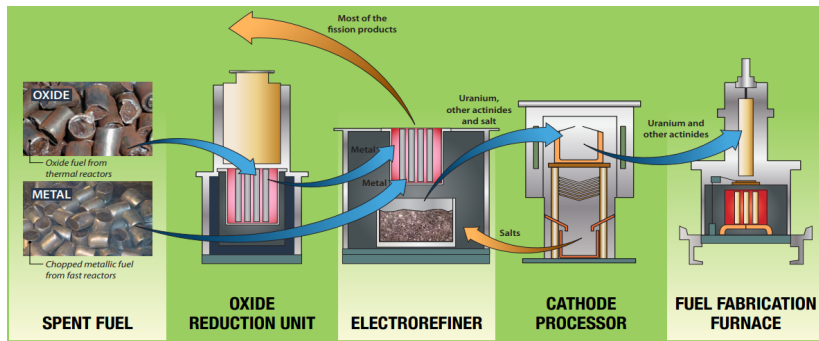 Most of the
fission products
OXIDE
Oxide fuel from
thermal reactors
METAL
Chopped metallic fuel
from fast reactors
Metal
Metal
Uranium,
other actinides
and salt
Salts
Uranium and
other actinides
SPENT FUEL
OXIDE
REDUCTION UNIT
ELECTROREFINER
CATHODE
PROCESSOR
FUEL FABRICATION
FURNACE